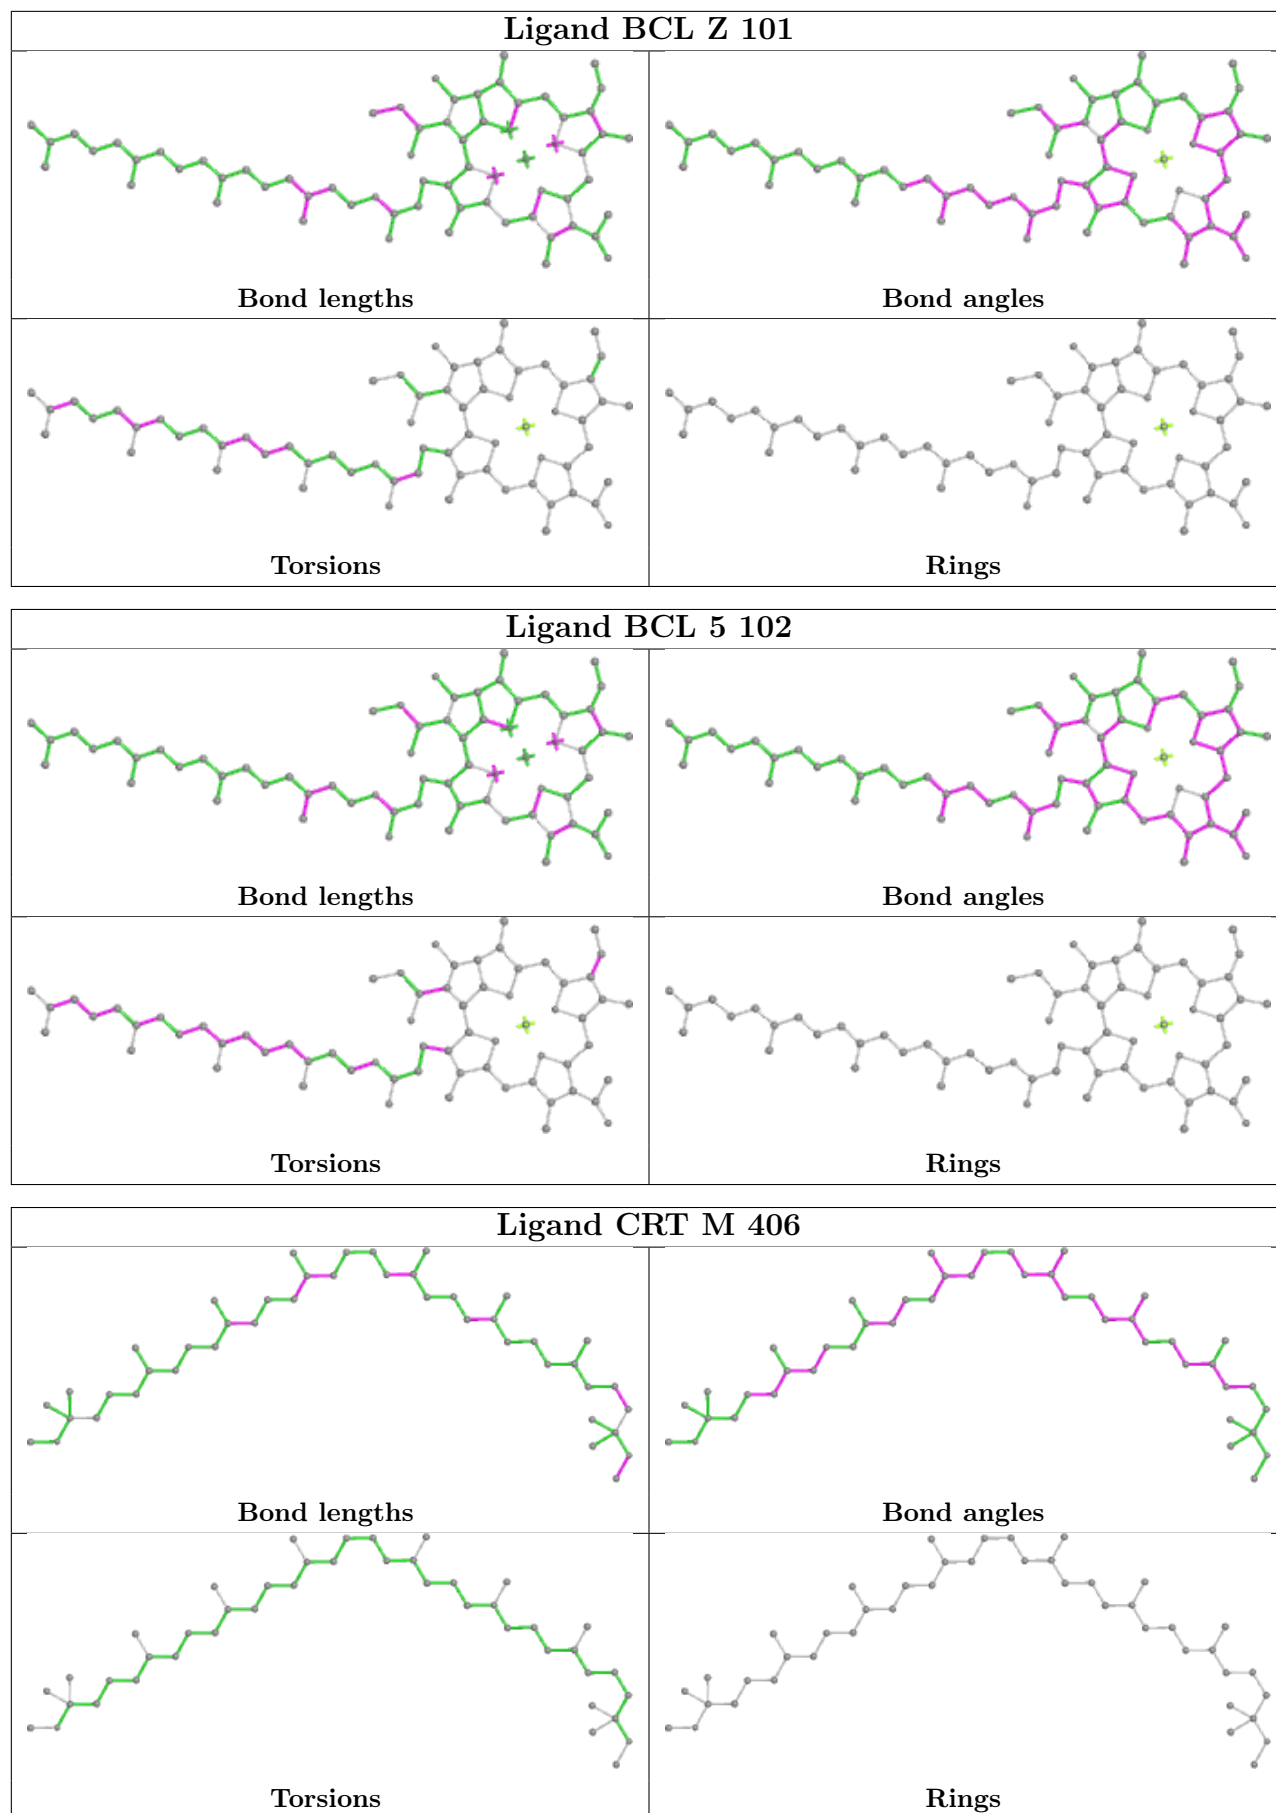 Ligand BCL Z 101
Bond lengths
Bond angles
Torsions
Rings
Ligand BCL 5 102
Bond lengths
Bond angles
Torsions
Rings
Ligand CRT M 406
Bond lengths
Bond angles
Torsions
Rings